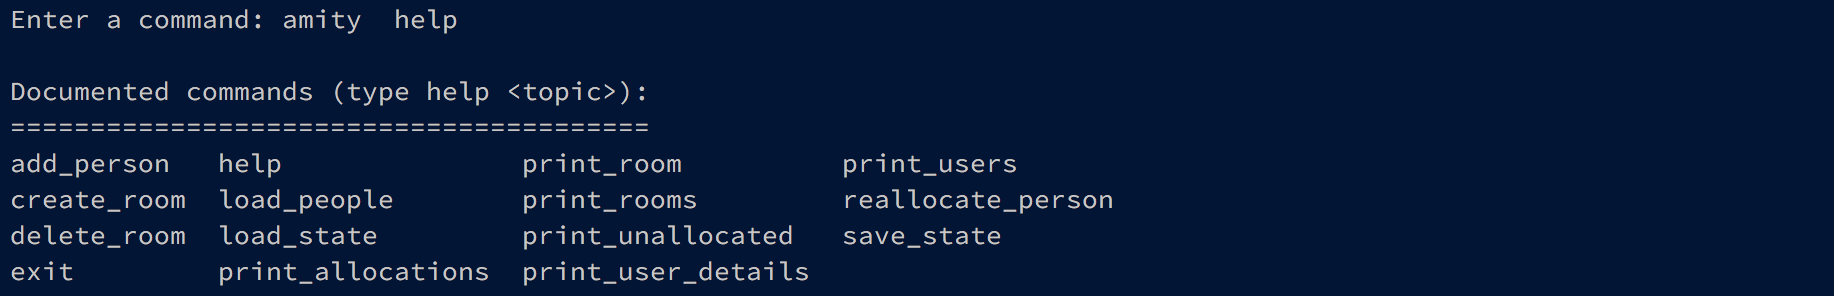 Enter a command: amity  help
Documented commands (type help <topic>):
========================================
add_person   help               print_room          print_users
create_room  load_people        print_rooms         reallocate_person
delete_room  load_state         print_unallocated   save_state
exit         print_allocations  print_user_details